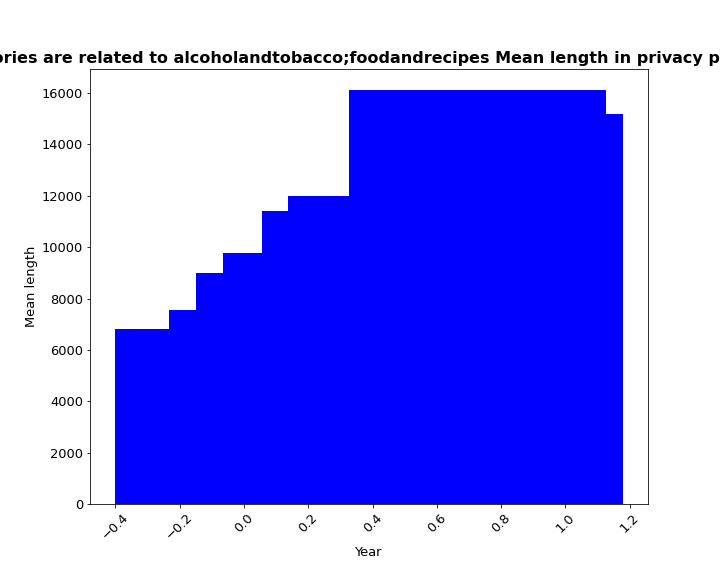 ories are related to alcoholandtobacco;foodandrecipes Mean length in privacy p
16000
14000
12000
10000
8000
6000
4000
2000
0
Mean length
−0.4 −0.2 0.0 0.2 0.4 0.6 0.8 1.0 1.2
Year